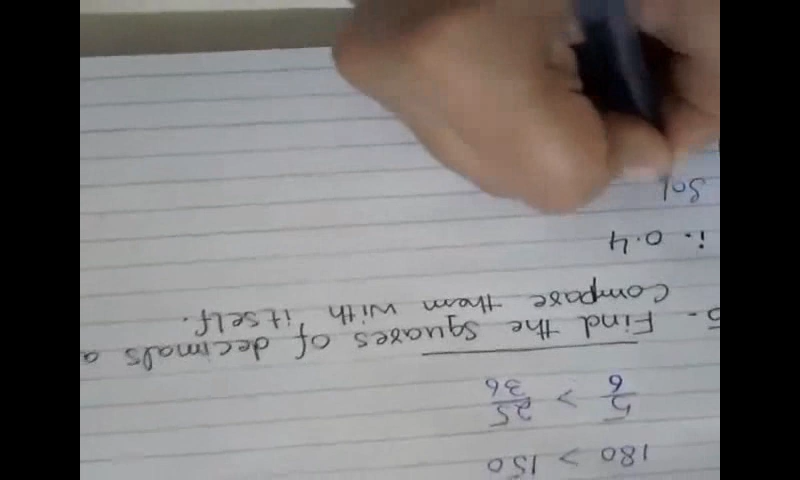 180 > 150
5/6 > 25/36
5. Find the squares of decimals a
compare them with itself.
i. 0.4
Sol